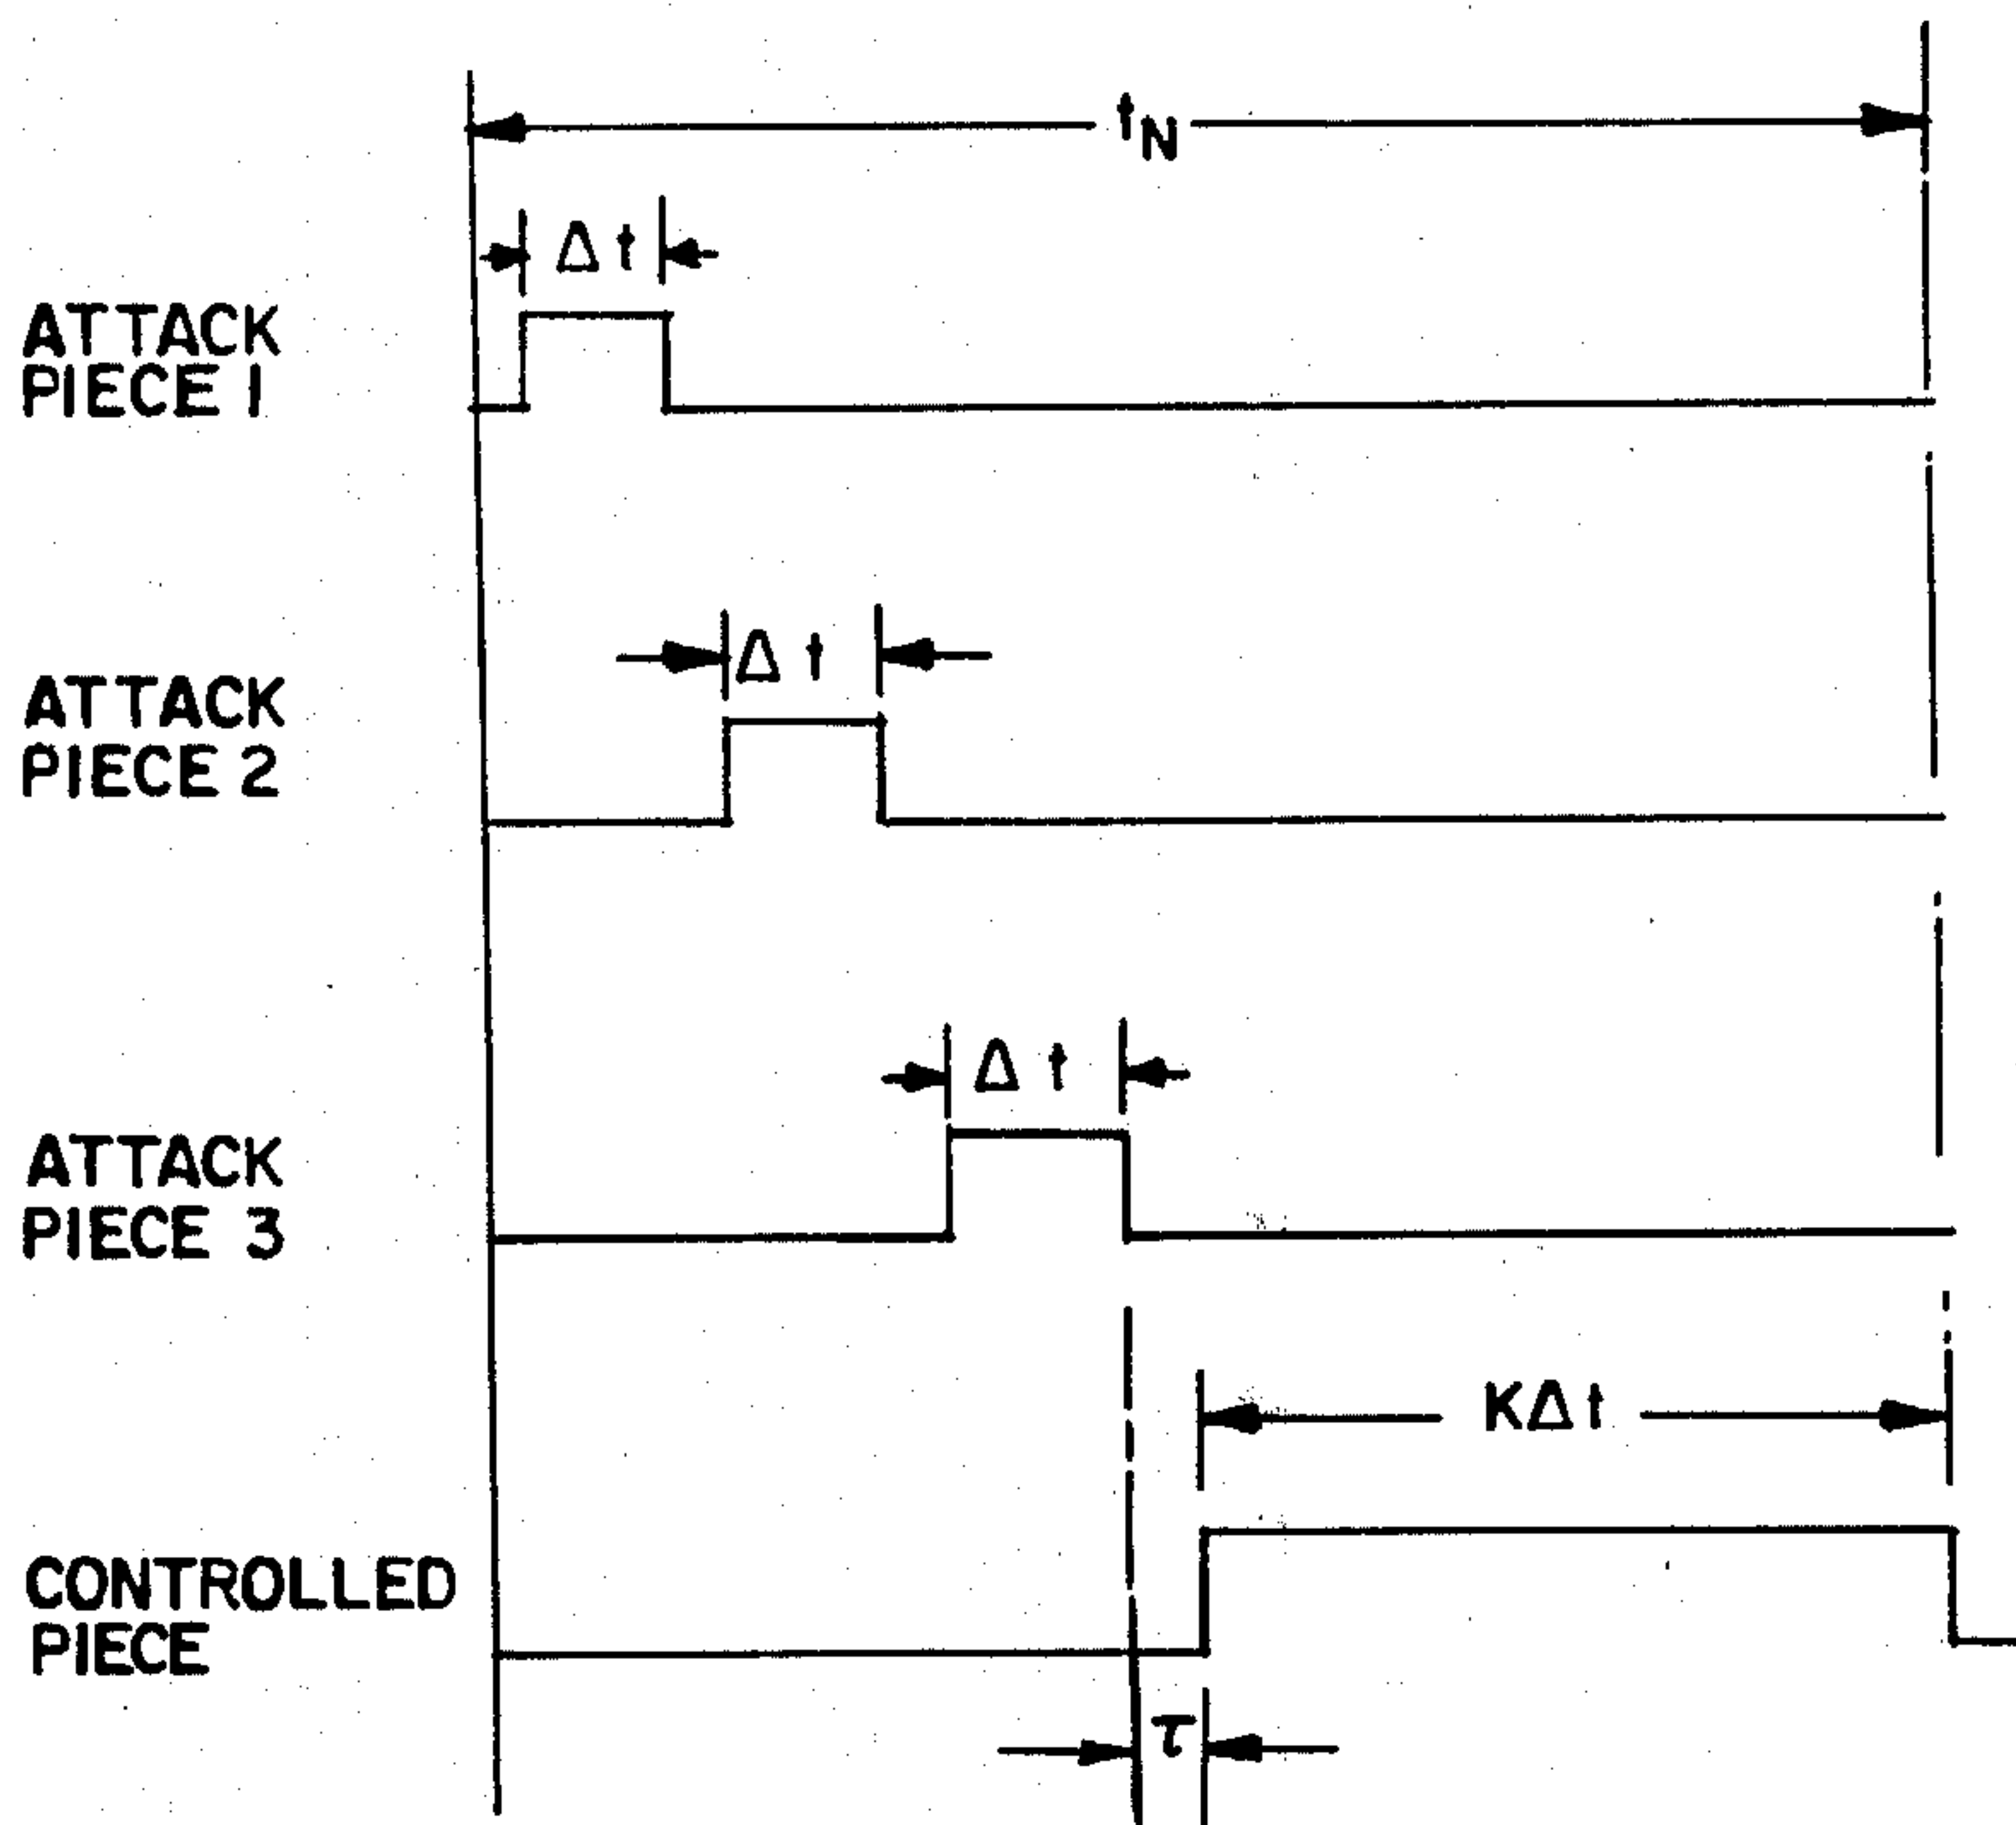 tN
Δt
ATTACK
PIECE 1
Δt
ATTACK
PIECE 2
Δt
ATTACK
PIECE 3
KΔt
CONTROLLED
PIECE
τ